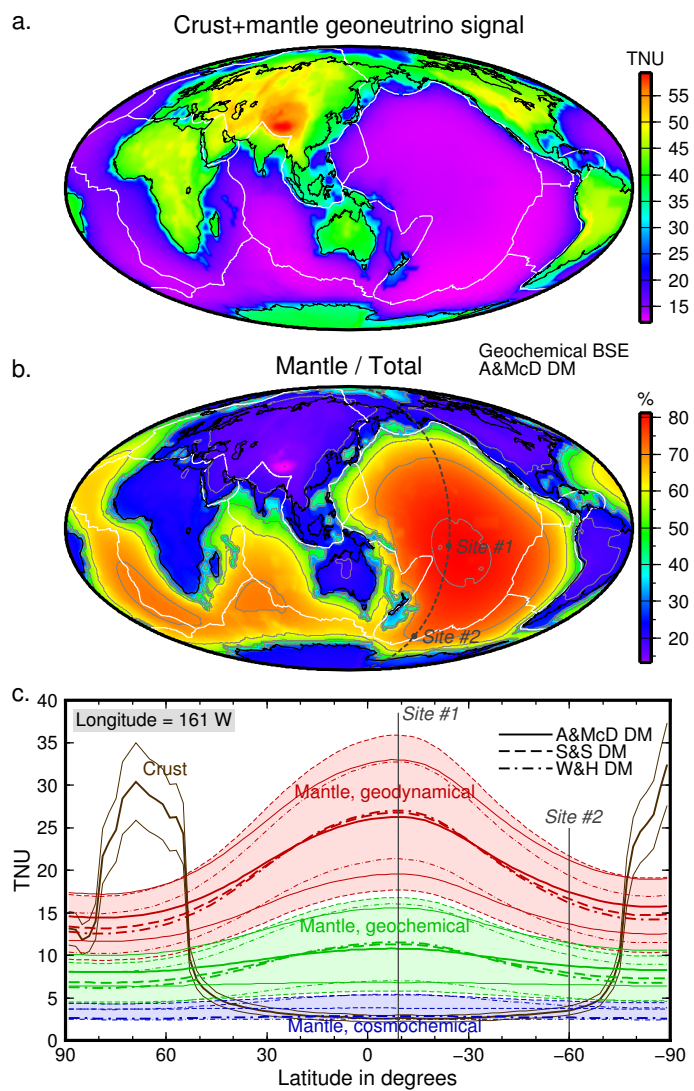 a.
Crust+mantle geoneutrino signal
TNU
55
50
45
40
35
30
25
20
15
b.
Mantle / Total
Geochemical BSE
A&McD DM
%
80
70
60
50
40
30
20
Site #1
Site #2
c.
40
35
30
25
20
15
10
5
0
TNU
Longitude = 161 W
Site #1
A&McD DM
S&S DM
W&H DM
Crust
Mantle, geodynamical
Site #2
Mantle, geochemical
Mantle, cosmochemical
90 60 30 0 −30 −60 −90
Latitude in degrees